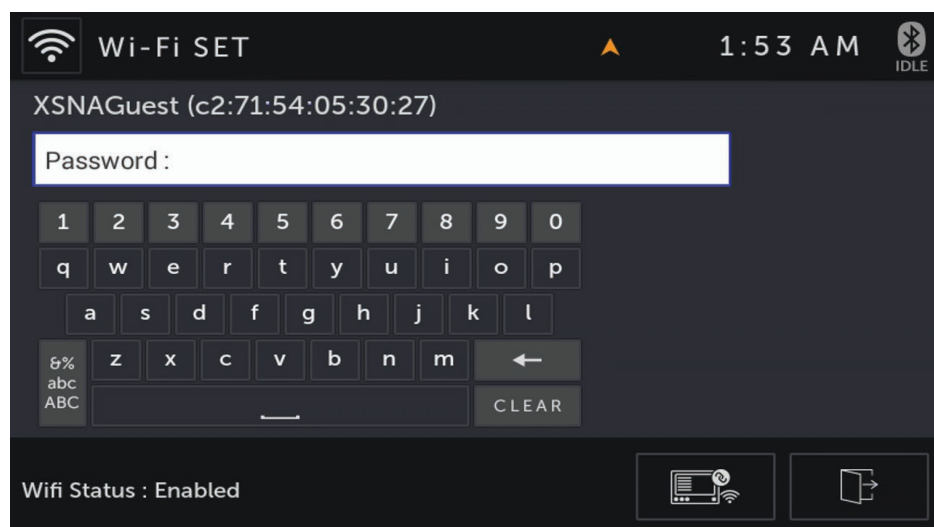 Wi-Fi SET
1:53 AM
IDLE
XSNAGuest (c2:71:54:05:30:27)
Password :
1 2 3 4 5 6 7 8 9 0
q w e r t y u i o p
a s d f g h j k l
&% z x c v b n m ←
abc
ABC CLEAR
Wifi Status : Enabled